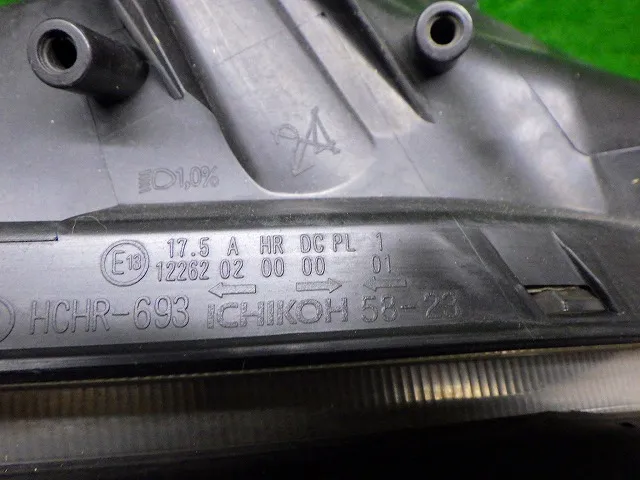 1,0%
17.5 A HR DC PL 1
E13 12262 02 00 00 01
HCHR-693 ICHIKOH 58-23